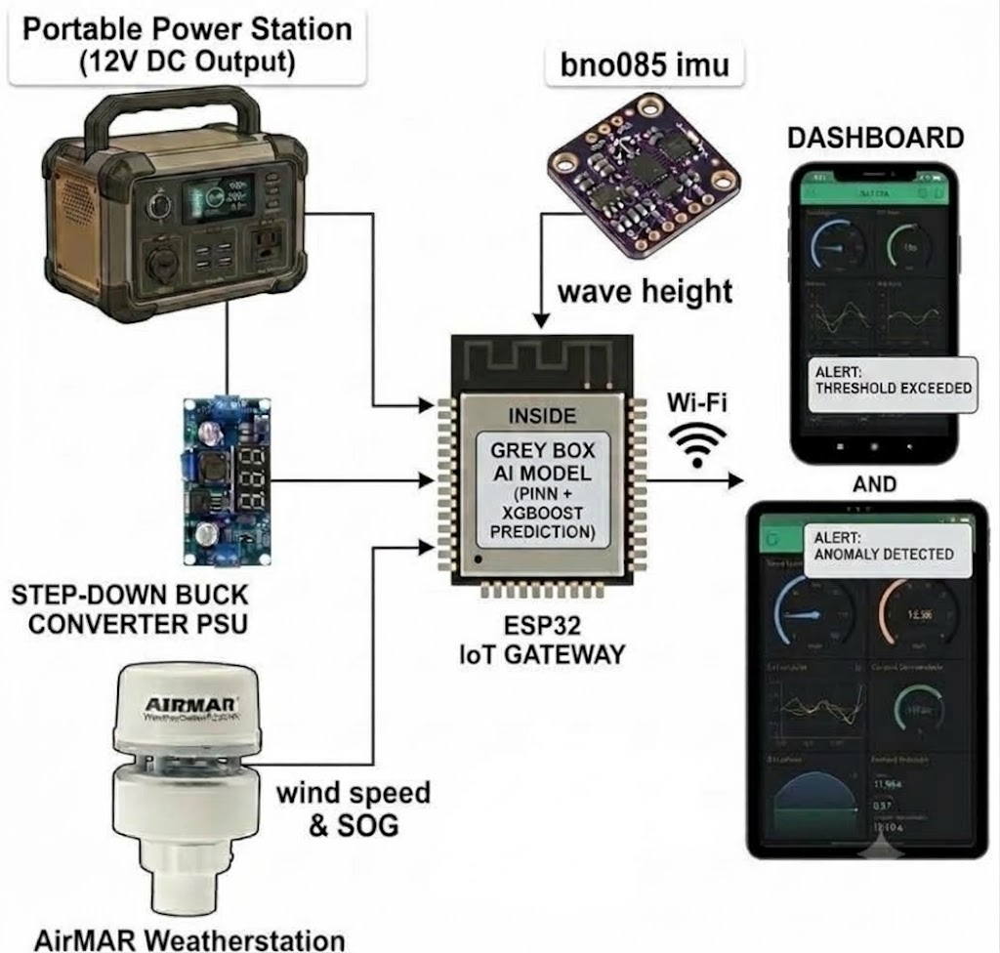 Portable Power Station
(12V DC Output)
bno085 imu
DASHBOARD
wave height
ALERT:
THRESHOLD EXCEEDED
INSIDE
GREY BOX
AI MODEL
(PINN +
XGBOOST
PREDICTION)
Wi-Fi
AND
ALERT:
ANOMALY DETECTED
STEP-DOWN BUCK
CONVERTER PSU
ESP32
IoT GATEWAY
AIRMAR
wind speed
& SOG
AirMAR Weatherstation